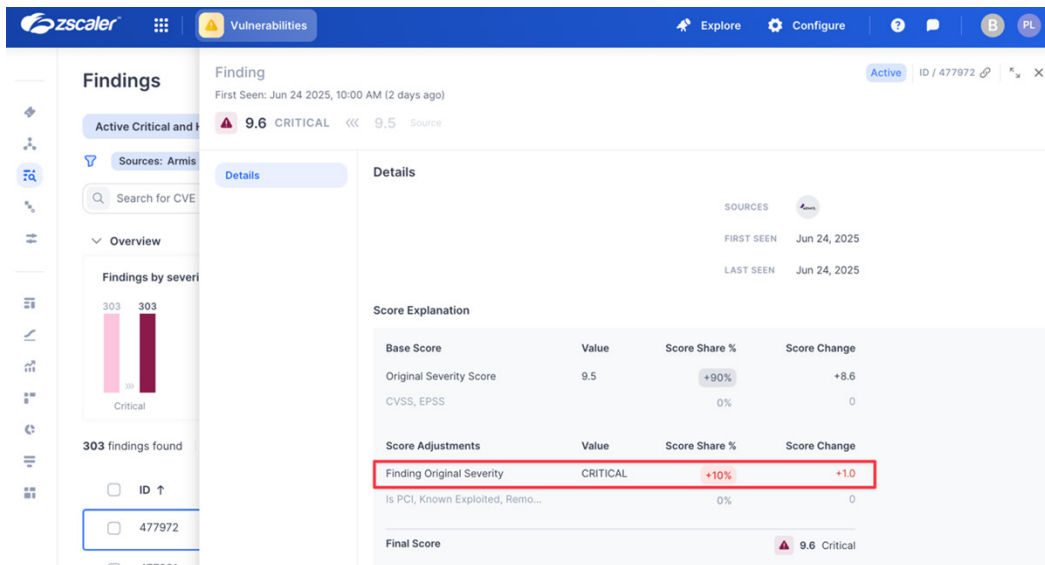 zscaler
Vulnerabilities
Explore
Configure
?
B
PL
Findings
Active Critical and H
Sources: Armis
Search for CVE
Overview
Findings by severi
303 303
Critical
303 findings found
ID ↑
477972
Finding
First Seen: Jun 24 2025, 10:00 AM (2 days ago)
9.6 CRITICAL 9.5 Source
Active ID / 477972
Details
Details
SOURCES
FIRST SEEN Jun 24, 2025
LAST SEEN Jun 24, 2025
Score Explanation
Base Score Value Score Share % Score Change
Original Severity Score 9.5 +90% +8.6
CVSS, EPSS 0% 0
Score Adjustments Value Score Share % Score Change
Finding Original Severity CRITICAL +10% +1.0
Is PCI, Known Exploited, Remo... 0% 0
Final Score 9.6 Critical